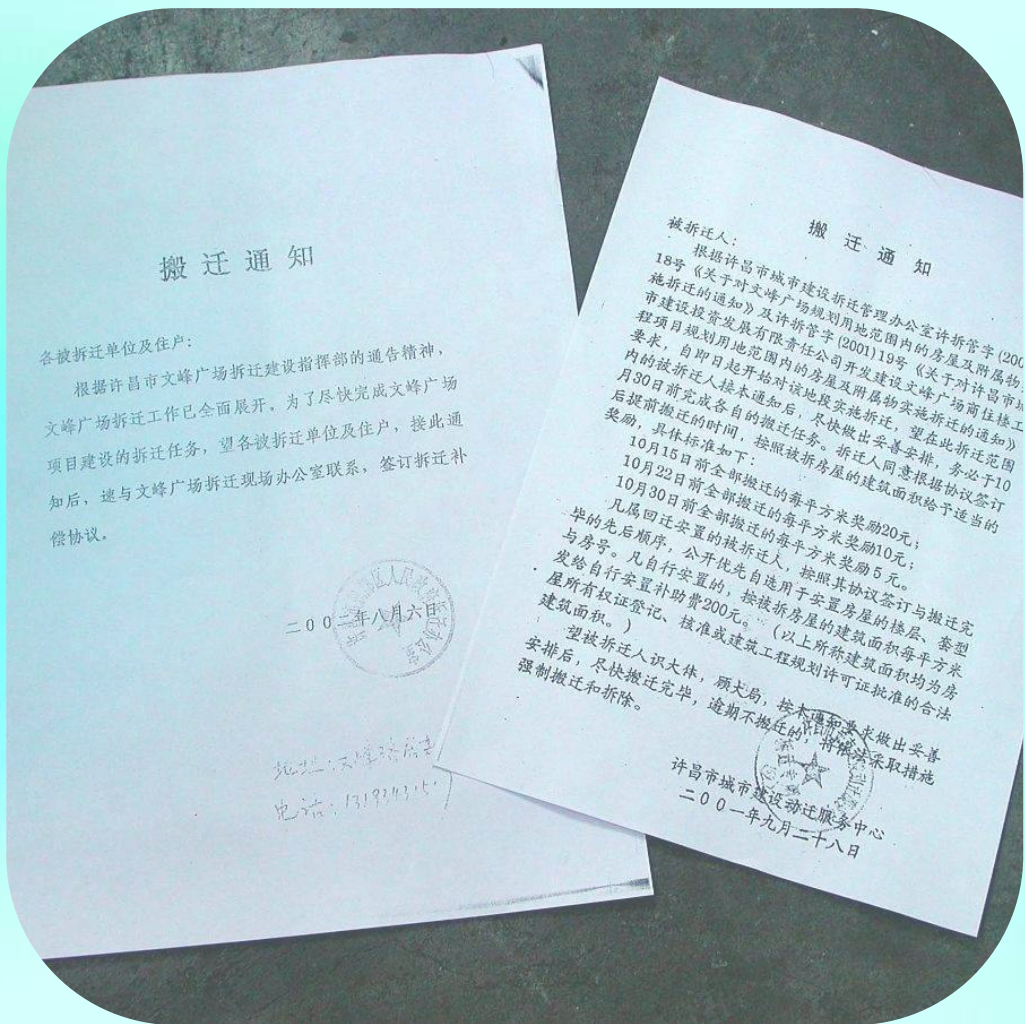 搬迁通知
各被拆迁单位及住户：
根据许昌市文峰广场拆迁建设指挥部的通告精神，
文峰广场拆迁工作已全面展开。为了尽快完成文峰广场
项目建设的拆迁任务，望各被拆迁单位及住户，接此通
知后，速与文峰广场拆迁现场办公室联系，签订拆迁补
偿协议。
二００二年八月六日
地址：文峰路
电话：
搬迁通知
被拆迁人：
根据许昌市城市建设拆迁管理办公室许拆管字(200
18号《关于对文峰广场规划用地范围内的房屋及附属物
施拆迁的通知》及许拆管字(2001)19号《关于对许昌市
市建设投资发展有限责任公司开发建设文峰广场商住楼工
程项目规划用地范围内的房屋及附属物实施拆迁的通知》
要求，自即日起开始对该地段实施拆迁，望在此拆迁范围
内的被拆迁人接本通知后，尽快做出妥善安排，务必于10
月30日前完成各自的搬迁任务。拆迁人同意根据协议签订
后提前搬迁的时间，按照被拆房屋的建筑面积给予适当的
奖励，具体标准如下：
10月15日前全部搬迁的每平方米奖励20元；
10月22日前全部搬迁的每平方米奖励10元；
10月30日前全部搬迁的每平方米奖励5元。
凡属回迁安置的被拆迁人，按照其协议签订与搬迁完
毕的先后顺序，公开优先自选用于安置房屋的楼层、套型
与房号。凡自行安置的，按被拆房屋的建筑面积每平方米
发给自行安置补助费200元。（以上所称建筑面积均为房
屋所有权证登记、核准或建筑工程规划许可证批准的合法
建筑面积。）
望被拆迁人识大体，顾大局，按本通知要求做出妥善
安排后，尽快搬迁完毕，逾期不搬迁的，将依法采取措施
强制搬迁和拆除。
许昌市城市建设动迁服务中心
二００一年九月二十八日